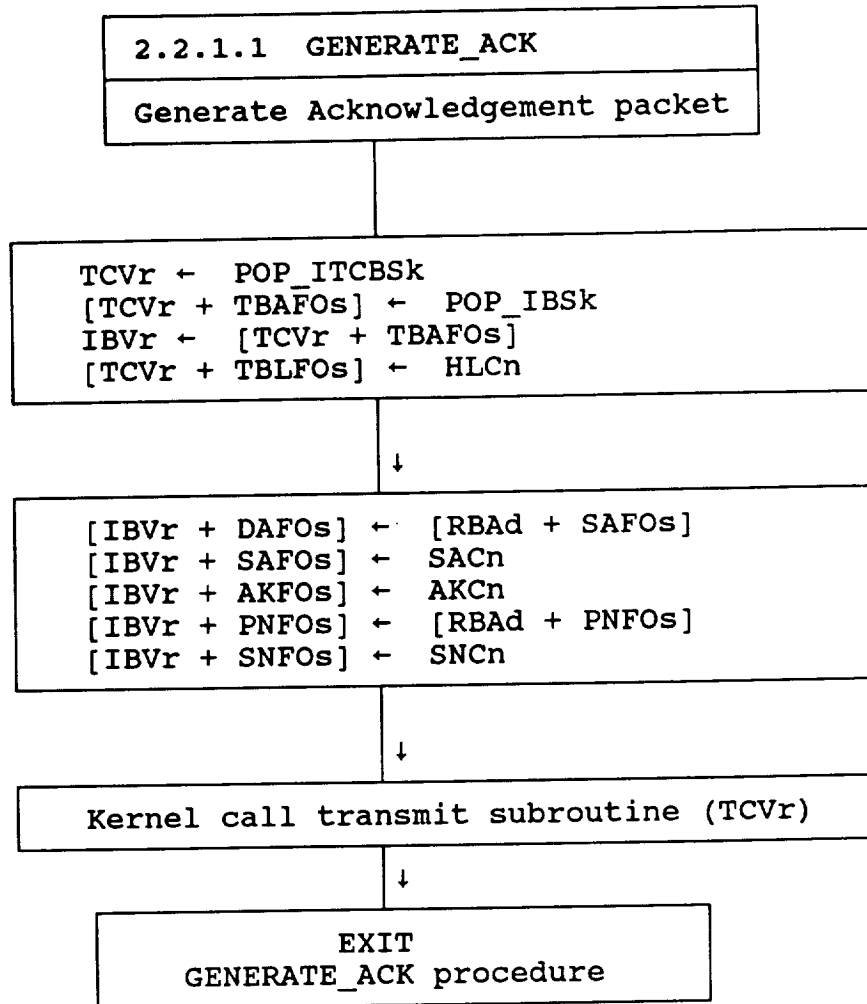 2.2.1.1 GENERATE_ACK
Generate Acknowledgement packet
TCVr ← POP_ITCBSk
[TCVr + TBAFOs] ← POP_IBSk
IBVr ← [TCVr + TBAFOs]
[TCVr + TBLFOs] ← HLCn
↓
[IBVr + DAFOs] ← [RBAd + SAFOs]
[IBVr + SAFOs] ← SACn
[IBVr + AKFOs] ← AKCn
[IBVr + PNFOs] ← [RBAd + PNFOs]
[IBVr + SNFOs] ← SNCn
↓
Kernel call transmit subroutine (TCVr)
↓
EXIT
GENERATE_ACK procedure